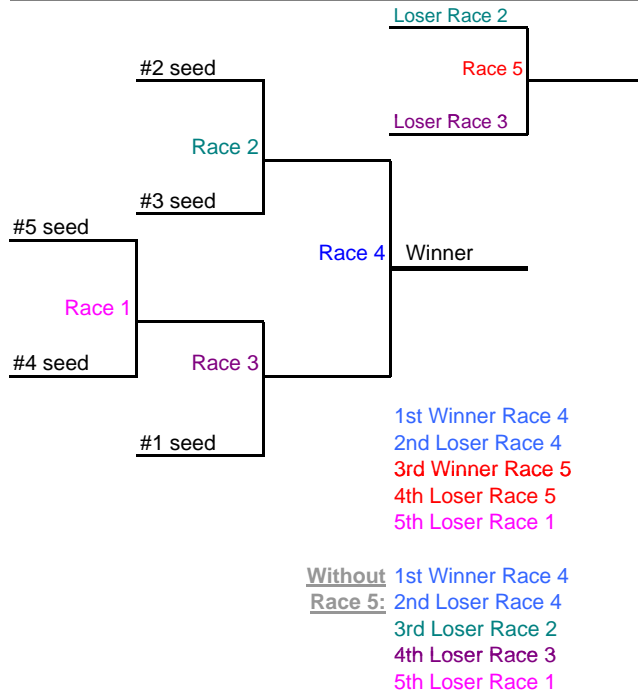 Loser Race 2
#2 seed
Race 5
Loser Race 3
Race 2
#3 seed
#5 seed
Race 4
Winner
Race 1
#4 seed
Race 3
#1 seed
1st Winner Race 4
2nd Loser Race 4
3rd Winner Race 5
4th Loser Race 5
5th Loser Race 1
Without
Race 5:
1st Winner Race 4
2nd Loser Race 4
3rd Loser Race 2
4th Loser Race 3
5th Loser Race 1